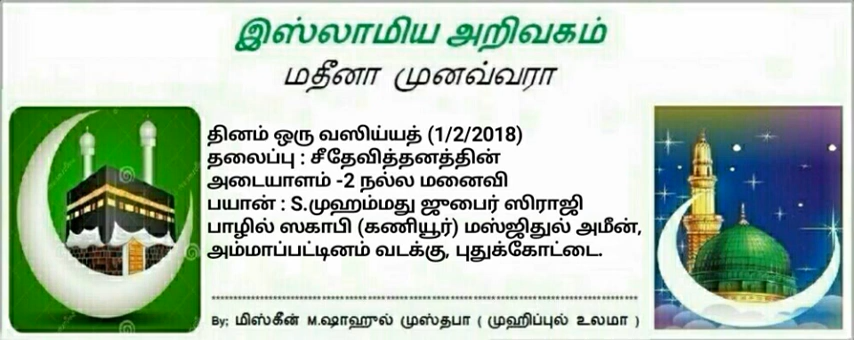 இஸ்லாமிய அறிவகம்
மதீனா முனவ்வரா
தினம் ஒரு வஸிய்யத் (1/2/2018)
தலைப்பு : சீதேவித்தனத்தின்
அடையாளம் -2 நல்ல மனைவி
பயான் : S.முஹம்மது ஜுபைர் ஸிராஜி
பாழில் ஸகாபி (கணியூர்) மஸ்ஜிதுல் அமீன்,
அம்மாப்பட்டினம் வடக்கு, புதுக்கோட்டை.
By; மிஸ்கீன் M.ஷாஹுல் முஸ்தபா ( முஹிப்புல் உலமா )